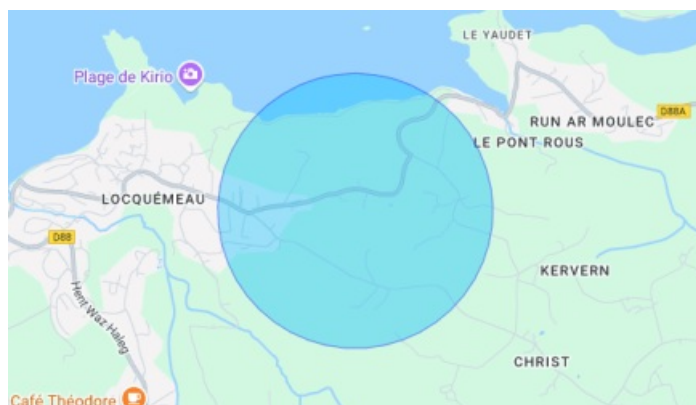 LE YAUDET
Plage de Kirio
D88A
RUN AR MOULEC
LE PONT ROUS
LOCQUÉMEAU
D88
KERVERN
Hent Waz Haleg
CHRIST
Café Théodore